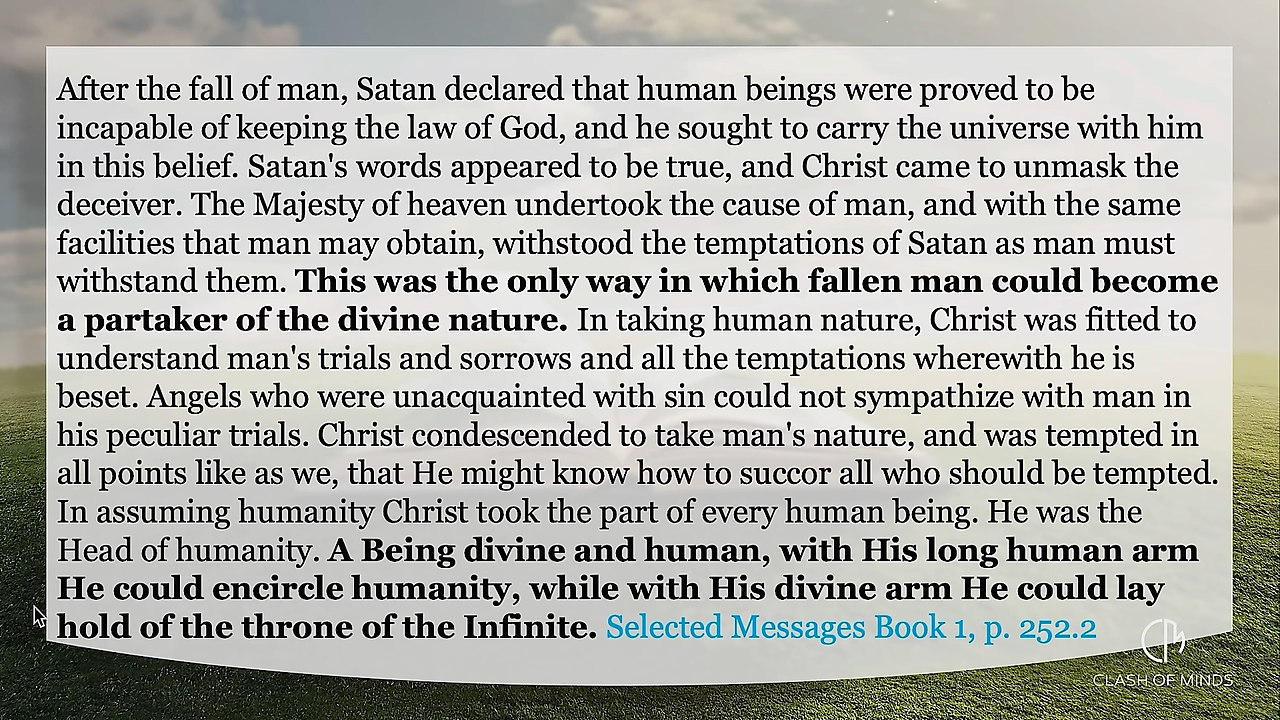 After the fall of man, Satan declared that human beings were proved to be
incapable of keeping the law of God, and he sought to carry the universe with him
in this belief. Satan's words appeared to be true, and Christ came to unmask the
deceiver. The Majesty of heaven undertook the cause of man, and with the same
facilities that man may obtain, withstood the temptations of Satan as man must
withstand them. This was the only way in which fallen man could become
a partaker of the divine nature. In taking human nature, Christ was fitted to
understand man's trials and sorrows and all the temptations wherewith he is
beset. Angels who were unacquainted with sin could not sympathize with man in
his peculiar trials. Christ condescended to take man's nature, and was tempted in
all points like as we, that He might know how to succor all who should be tempted.
In assuming humanity Christ took the part of every human being. He was the
Head of humanity. A Being divine and human, with His long human arm
He could encircle humanity, while with His divine arm He could lay
hold of the throne of the Infinite. Selected Messages Book 1, p. 252.2
CLASH OF MINDS